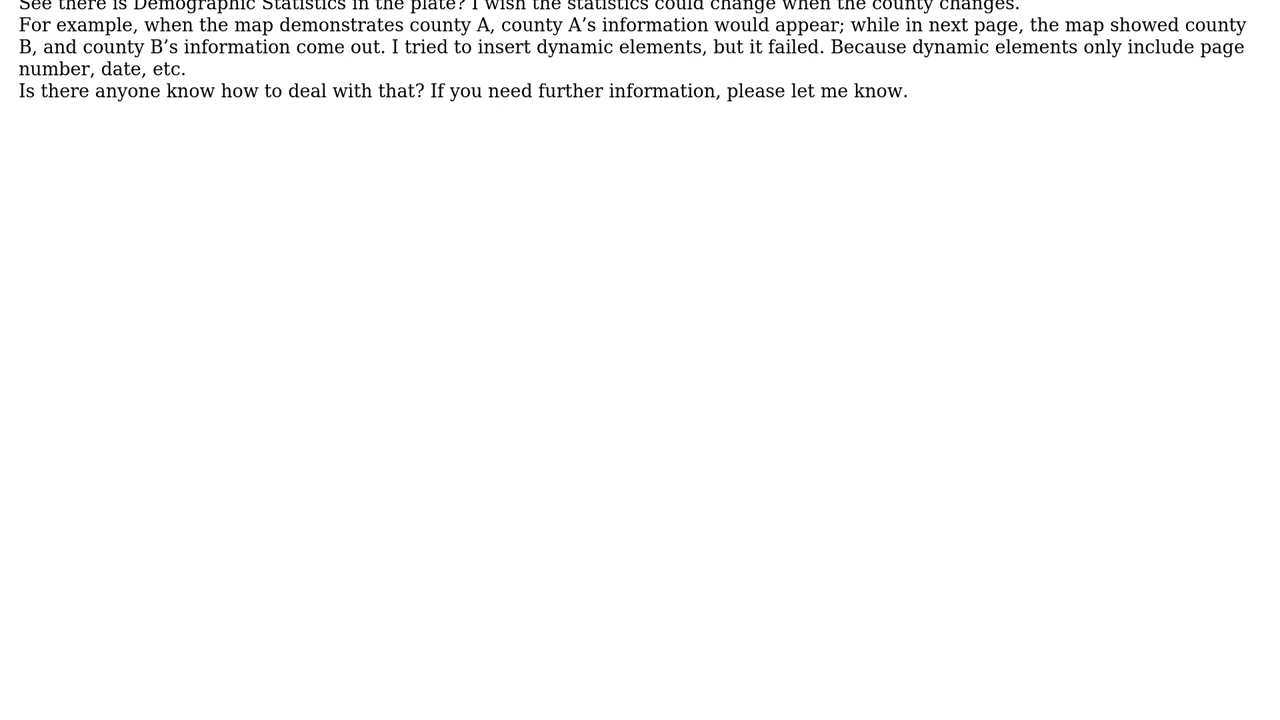 See there is Demographic Statistics in the plate? I wish the statistics could change when the county changes.
For example, when the map demonstrates county A, county A’s information would appear; while in next page, the map showed county
B, and county B’s information come out. I tried to insert dynamic elements, but it failed. Because dynamic elements only include page
number, date, etc.
Is there anyone know how to deal with that? If you need further information, please let me know.